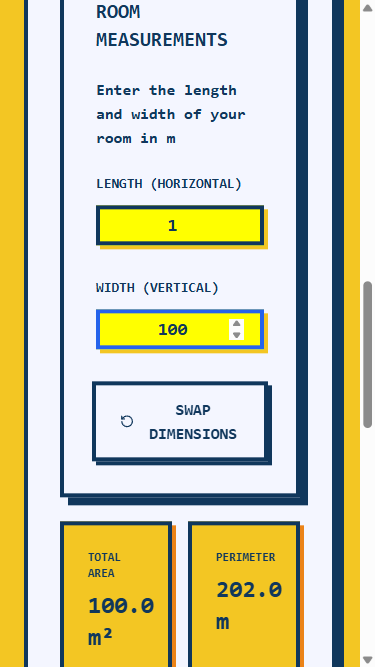 ROOM
MEASUREMENTS
Enter the length
and width of your
room in m
LENGTH (HORIZONTAL)
1
WIDTH (VERTICAL)
100
SWAP
DIMENSIONS
TOTAL
AREA
100.0
m²
PERIMETER
202.0
m